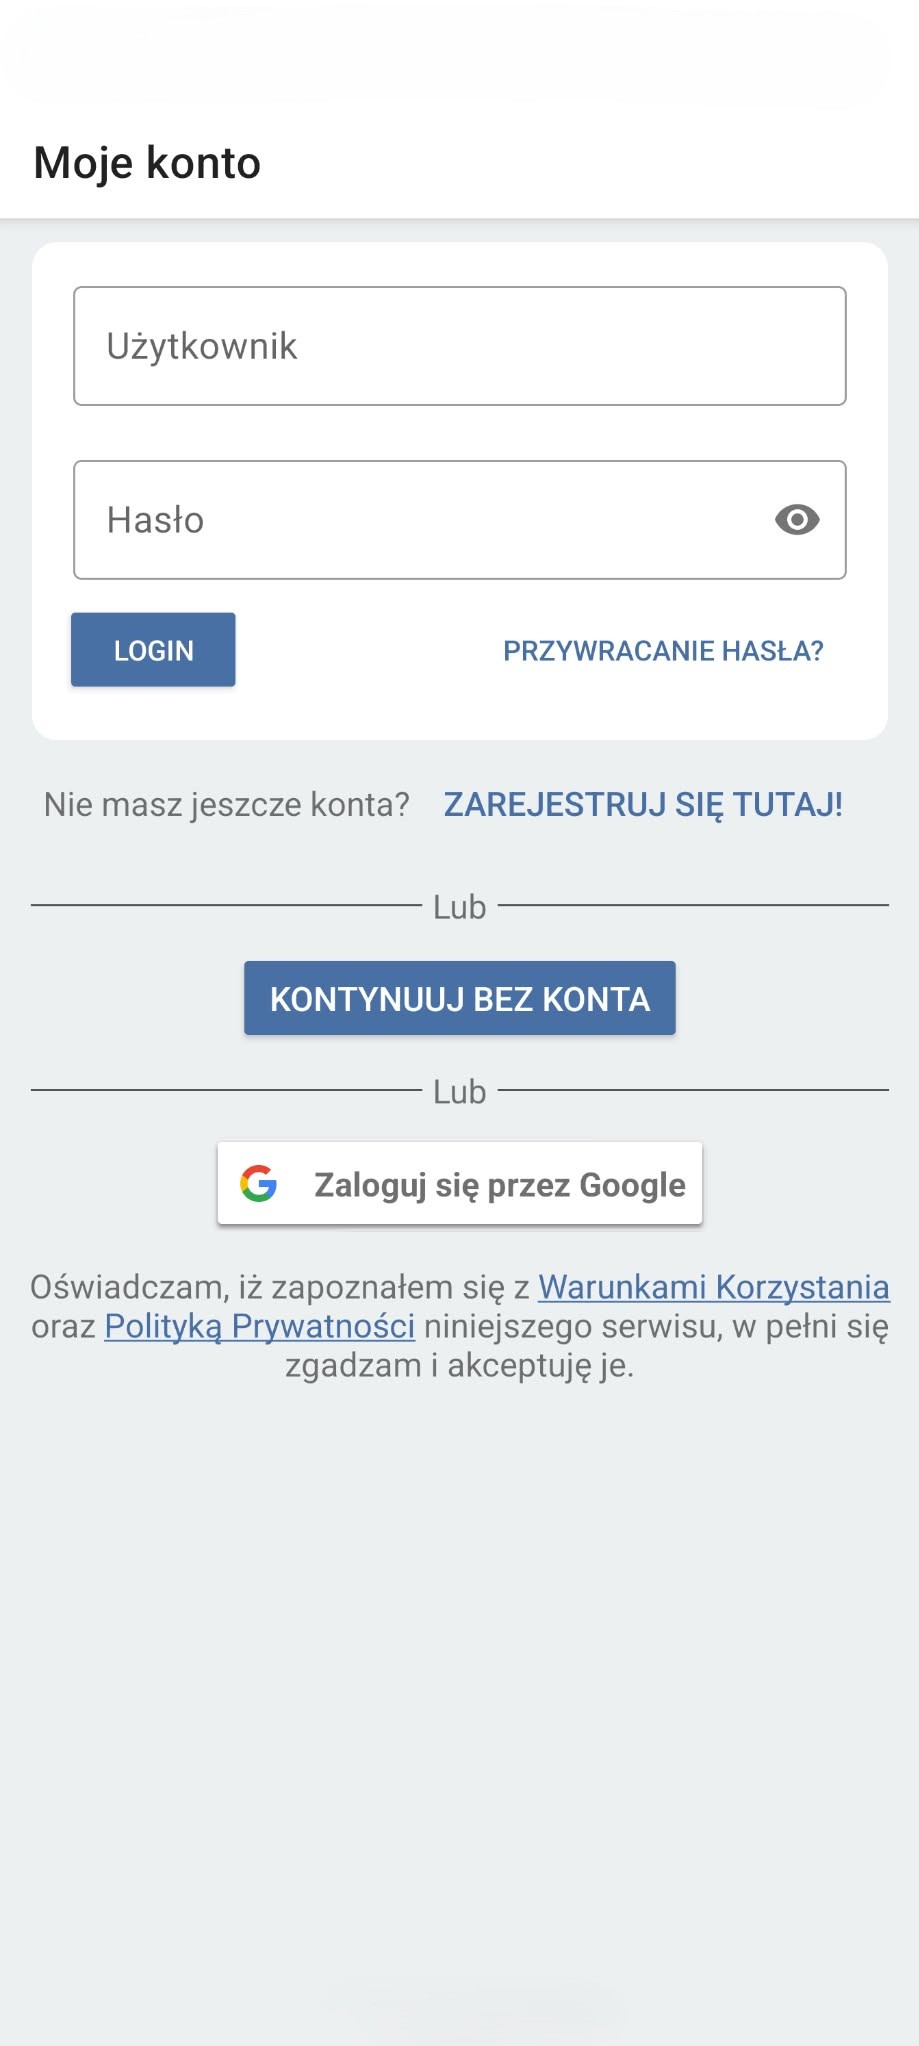 Moje konto
Użytkownik
Hasło
LOGIN PRZYWRACANIE HASŁA?
Nie masz jeszcze konta? ZAREJESTRUJ SIĘ TUTAJ!
Lub
KONTYNUUJ BEZ KONTA
Lub
Zaloguj się przez Google
Oświadczam, iż zapoznałem się z Warunkami Korzystania
oraz Polityką Prywatności niniejszego serwisu, w pełni się
zgadzam i akceptuję je.